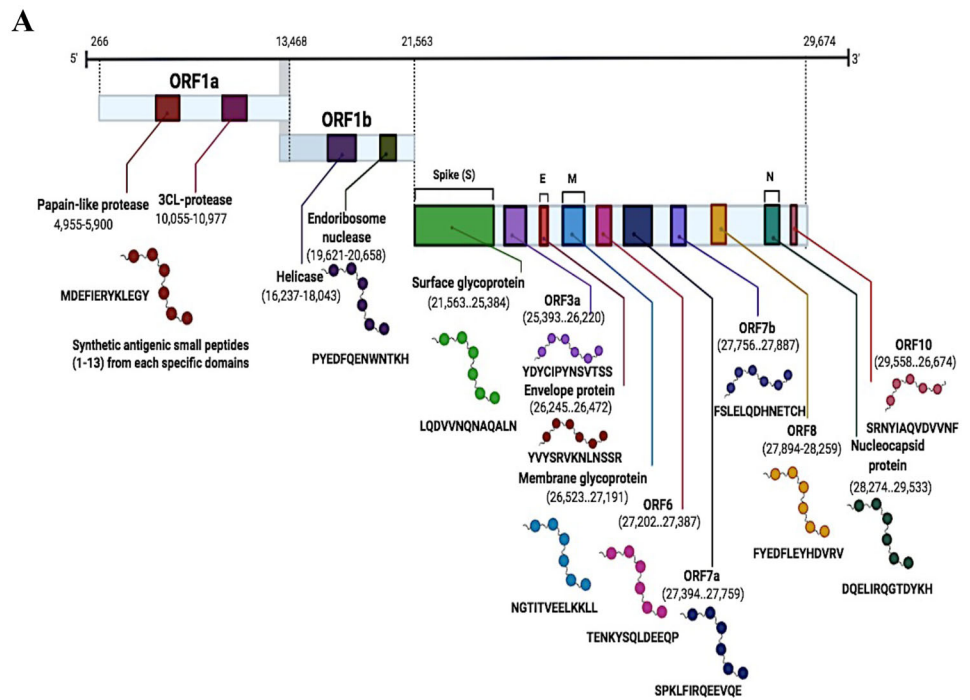 A
266
13,468
21,563
29,674
5'
3'
ORF1a
ORF1b
Papain-like protease
4,955-5,900
3CL-protease
10,055-10,977
MDEFIERYKLEGY
Synthetic antigenic small peptides
(1-13) from each specific domains
Helicase
(16,237-18,043)
Endoribosome
nuclease
(19,621-20,658)
PYEDFQENWNTKH
Spike (S)
E
M
N
Surface glycoprotein
(21,563..25,384)
LQDVVNQNAQALN
ORF3a
(25,393..26,220)
YDYCIPYNSVTSS
Envelope protein
(26,245..26,472)
YVYSRVKNLNSSR
Membrane glycoprotein
(26,523..27,191)
NGTITVEELKKLL
ORF6
(27,202..27,387)
TENKYSQLDEEQP
ORF7a
(27,394..27,759)
SPKLFIRQEEVQE
ORF7b
(27,756..27,887)
FSLELQDHNETCH
ORF8
(27,894-28,259)
FYEDFLEYHDVRV
ORF10
(29,558..26,674)
SRNYIAQVDVVNF
Nucleocapsid
protein
(28,274..29,533)
DQELIRQGTDYKH